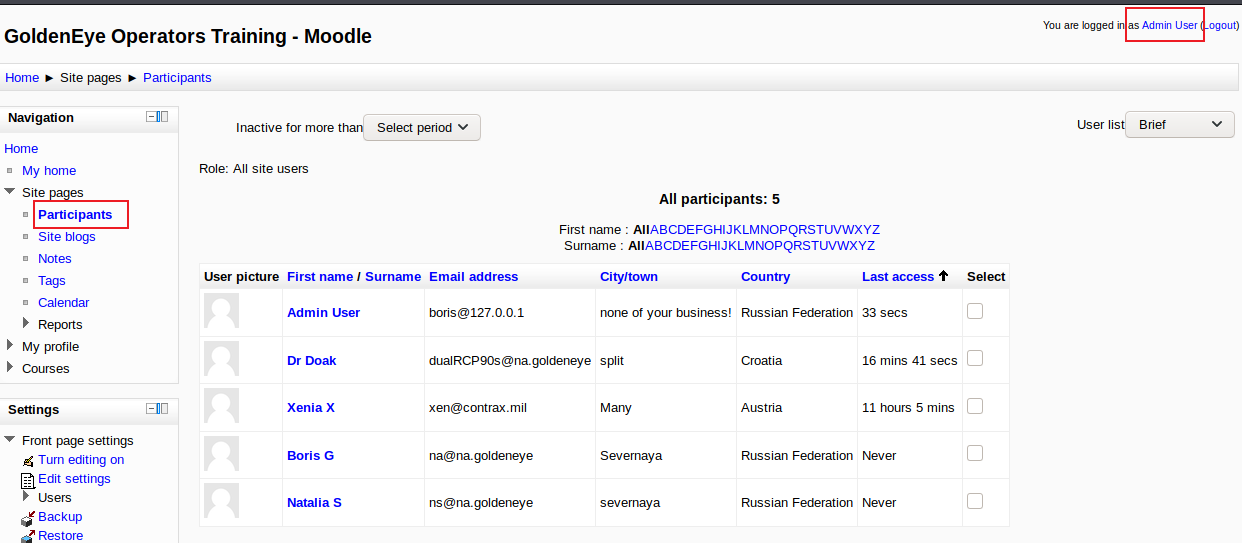 You are logged in as Admin User (Logout)
GoldenEye Operators Training - Moodle
Home ► Site pages ► Participants
Navigation
Home
My home
Site pages
Participants
Site blogs
Notes
Tags
Calendar
Reports
My profile
Courses
Settings
Front page settings
Turn editing on
Edit settings
Users
Backup
Restore
Inactive for more than Select period
User list Brief
Role: All site users
All participants: 5
First name : All A B C D E F G H I J K L M N O P Q R S T U V W X Y Z
Surname : All A B C D E F G H I J K L M N O P Q R S T U V W X Y Z
User picture First name / Surname Email address City/town Country Last access Select
Admin User boris@127.0.0.1 none of your business! Russian Federation 33 secs
Dr Doak dualRCP90s@na.goldeneye split Croatia 16 mins 41 secs
Xenia X xen@contrax.mil Many Austria 11 hours 5 mins
Boris G na@na.goldeneye Severnaya Russian Federation Never
Natalia S ns@na.goldeneye severnaya Russian Federation Never